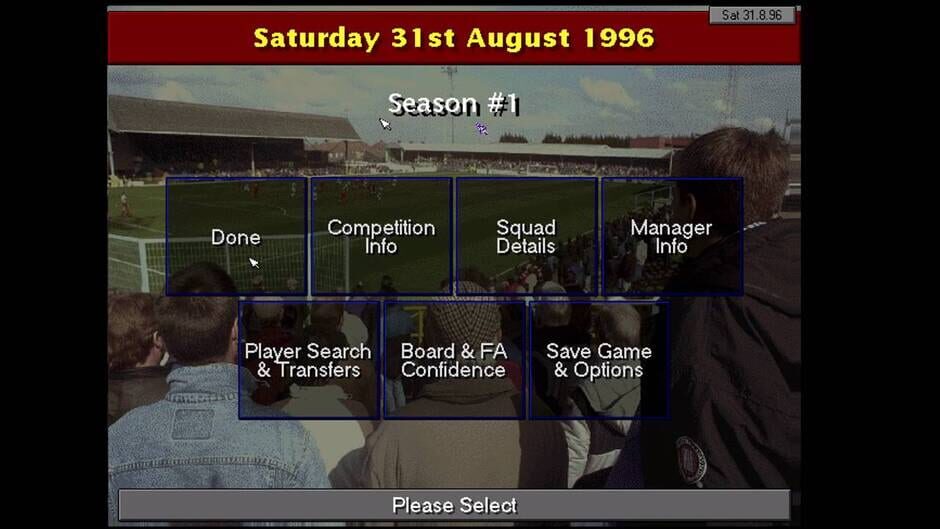 Sat 31.8.96
Saturday 31st August 1996
Season #1
Done
Competition
Info
Squad
Details
Manager
Info
Player Search
& Transfers
Board & FA
Confidence
Save Game
& Options
Please Select